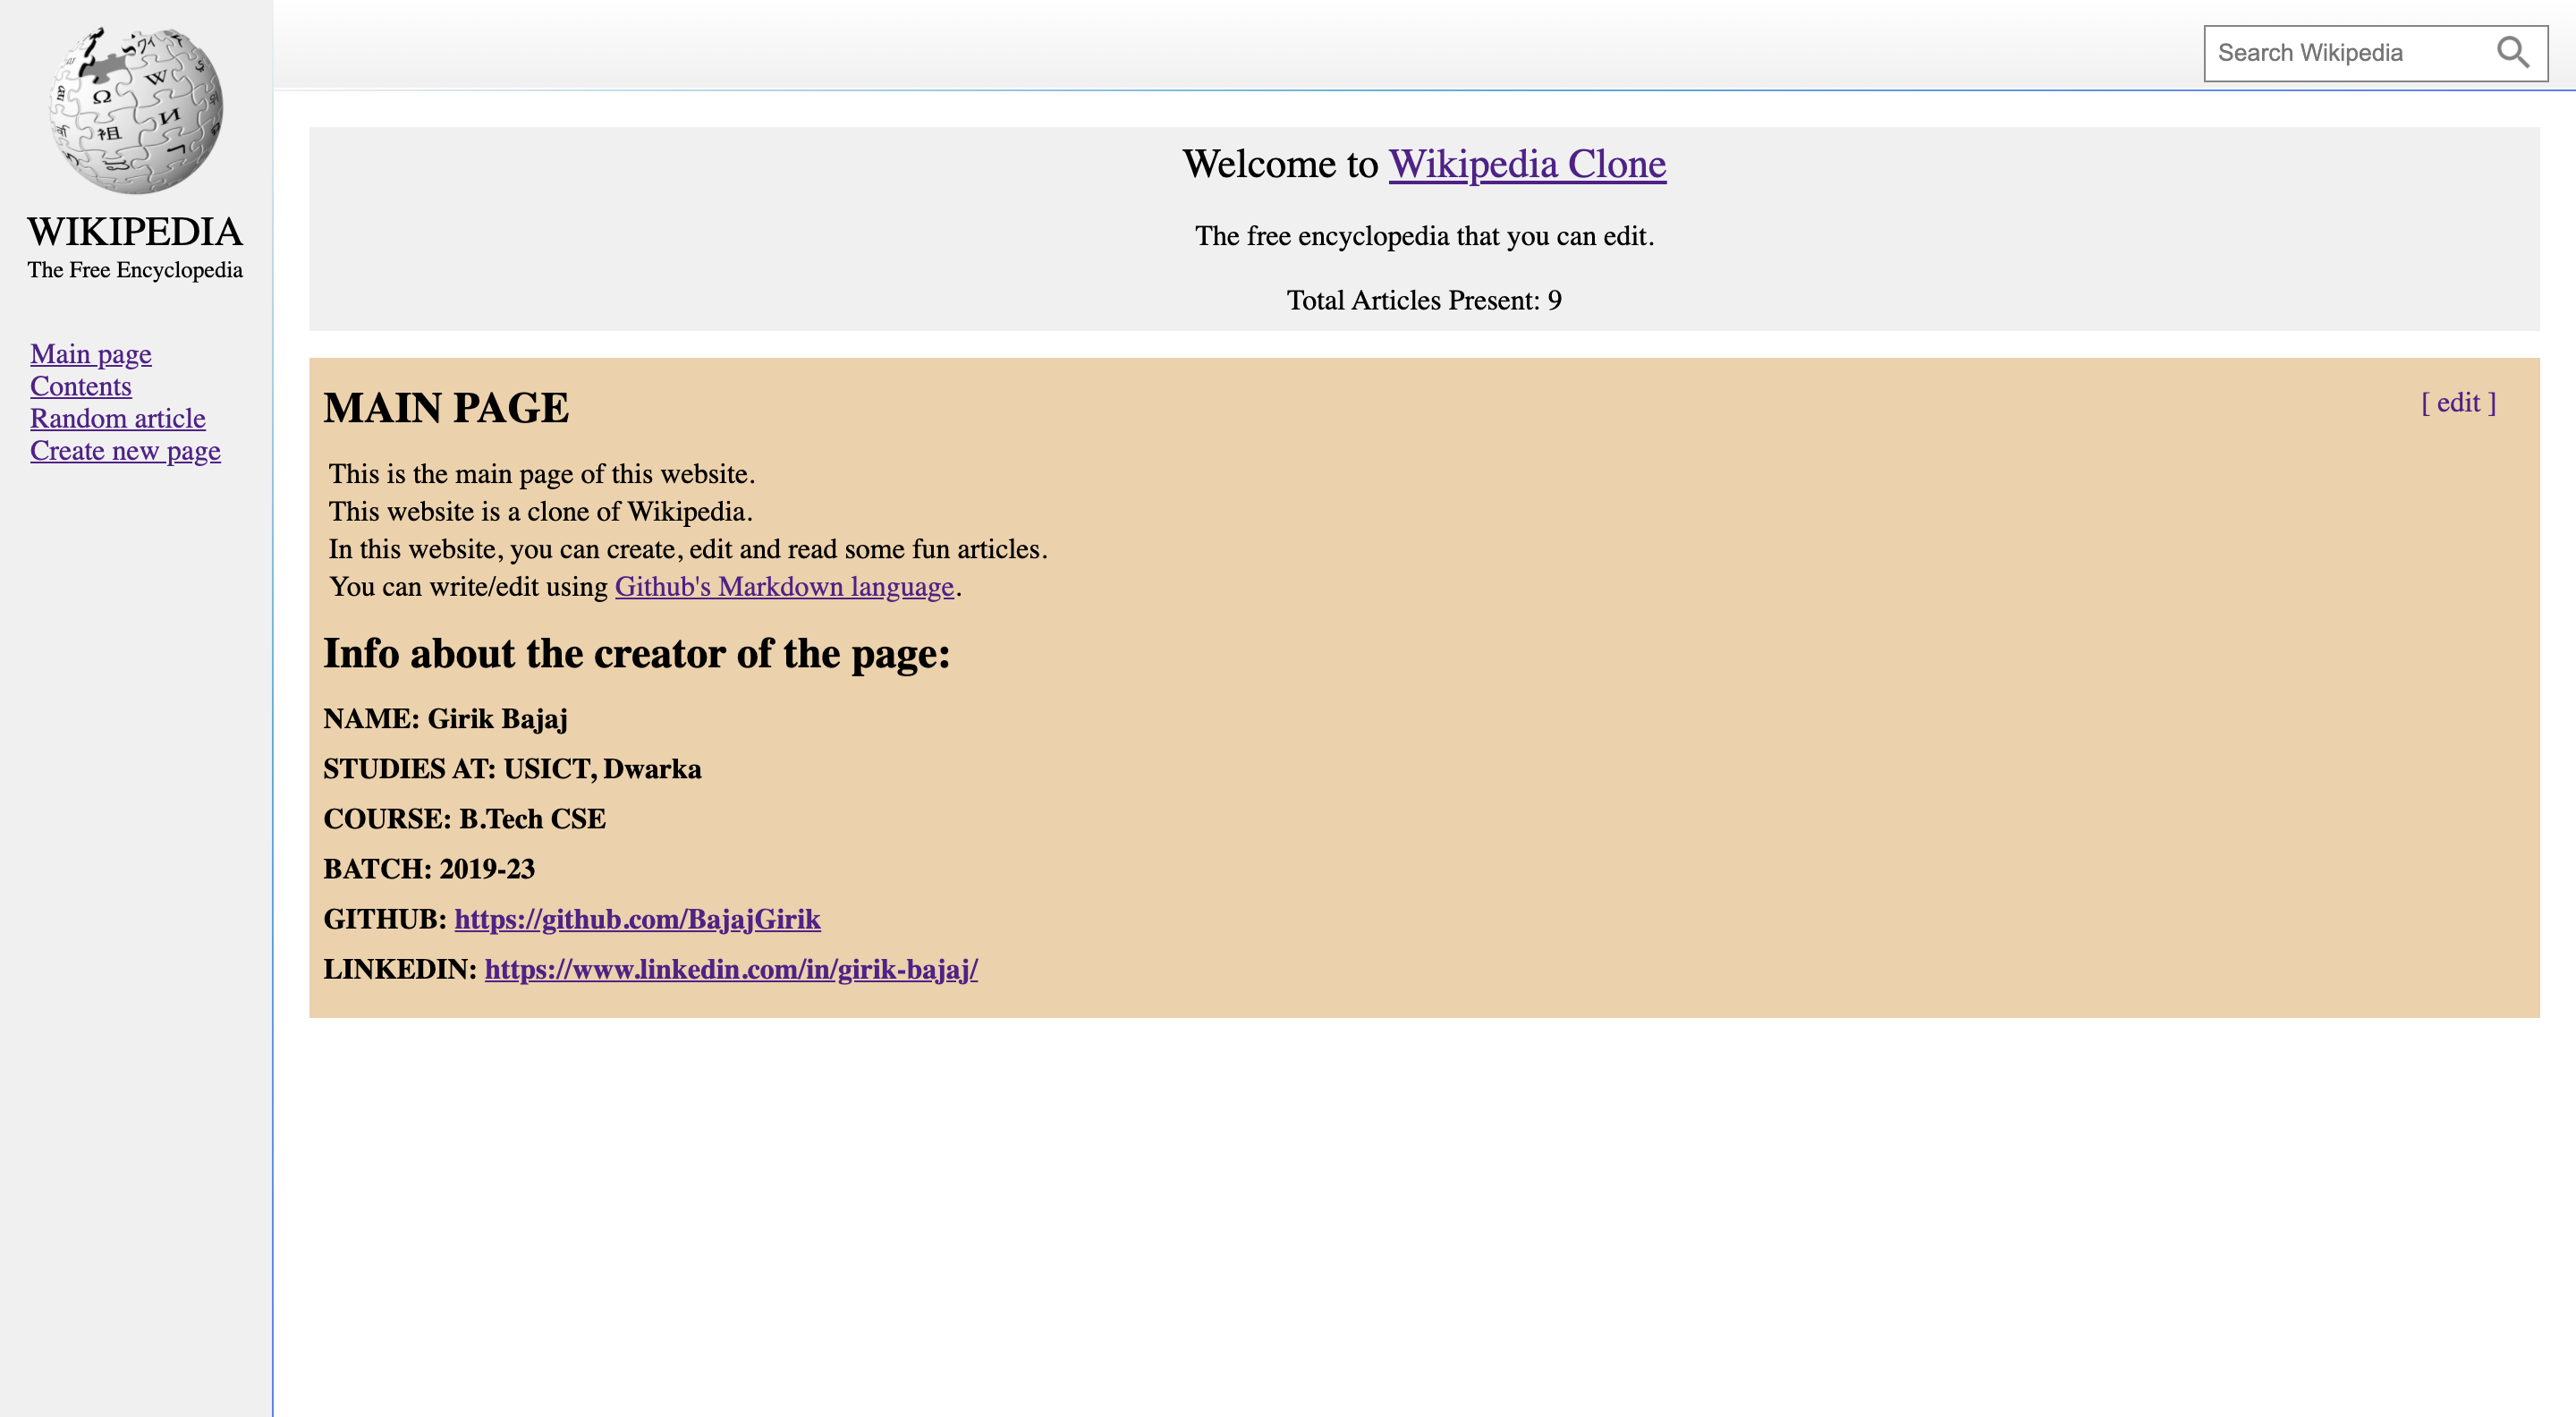 WIKIPEDIA
The Free Encyclopedia
Main page
Contents
Random article
Create new page
Search Wikipedia
Welcome to Wikipedia Clone
The free encyclopedia that you can edit.
Total Articles Present: 9
MAIN PAGE
[ edit ]
This is the main page of this website.
This website is a clone of Wikipedia.
In this website, you can create, edit and read some fun articles.
You can write/edit using Github's Markdown language.
Info about the creator of the page:
NAME: Girik Bajaj
STUDIES AT: USICT, Dwarka
COURSE: B.Tech CSE
BATCH: 2019-23
GITHUB: https://github.com/BajajGirik
LINKEDIN: https://www.linkedin.com/in/girik-bajaj/